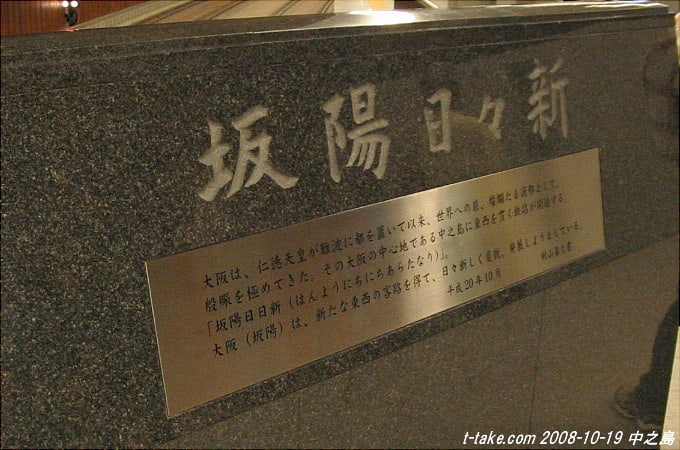 坂陽日々新
大阪は、仁徳天皇が難波に都を置いて以来、世界への扉、燦爛たる商都として、
殷賑を極めてきた。その大阪の中心地である中之島に東西を貫く鉄路が開通する。
「坂陽日日新（はんようにちにちあらたなり）」。
大阪（坂陽）は、新たな東西の客路を得て、日々新しく変貌、発展しようとしている。
平成20年10月
t-take.com 2008-10-19 中之島